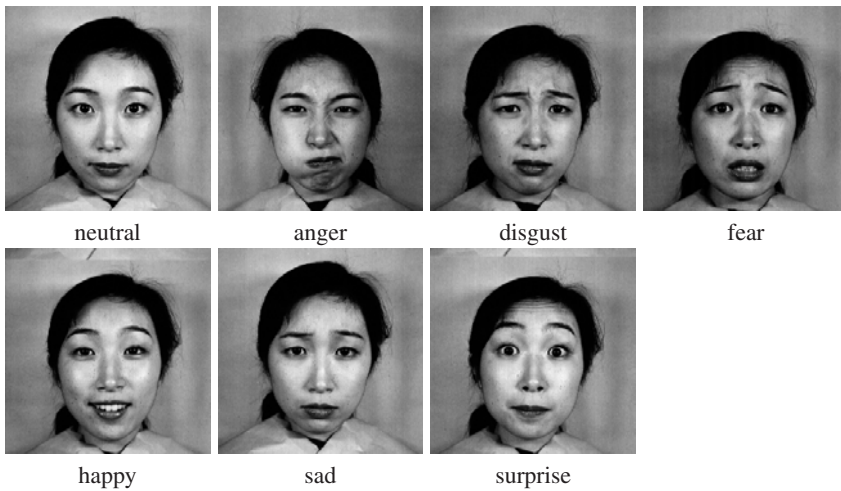 neutral
anger
disgust
fear
happy
sad
surprise